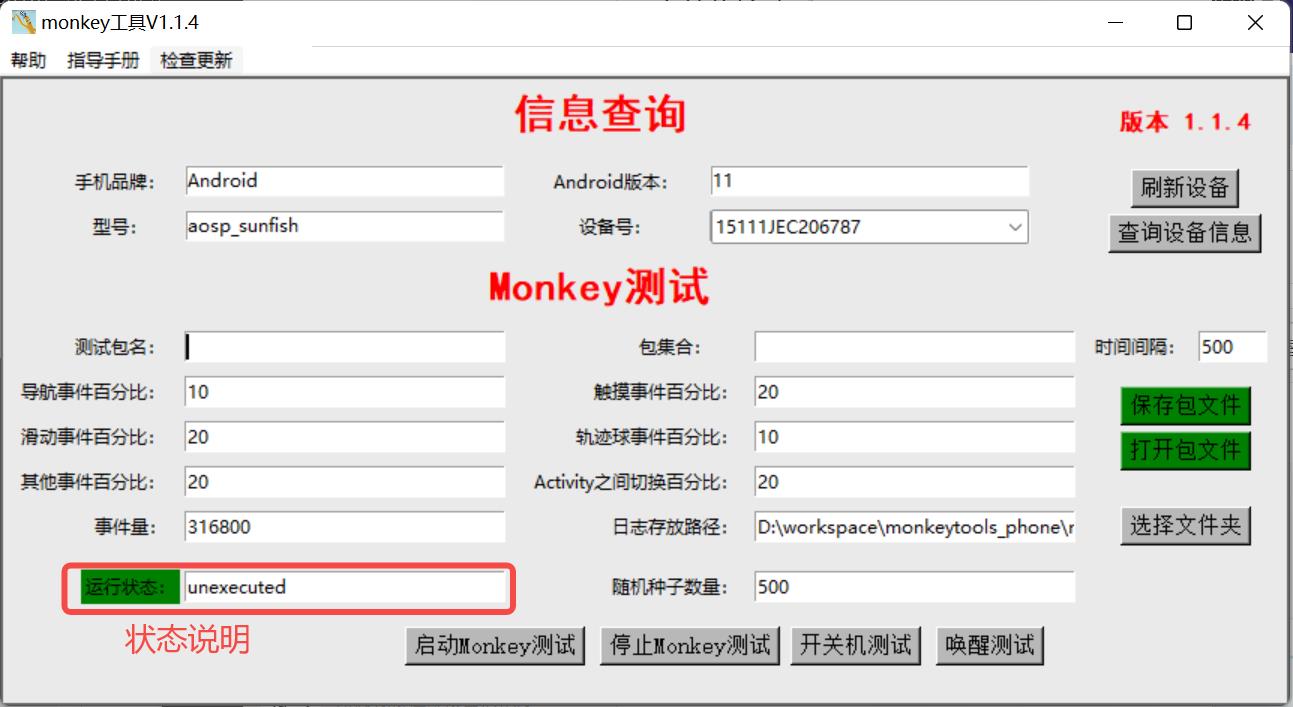 monkey工具V1.1.4
帮助 指导手册 检查更新
信息查询
版本 1.1.4
手机品牌: Android Android版本: 11 刷新设备
型号: aosp_sunfish 设备号: 15111JEC206787 查询设备信息
Monkey测试
测试包名: 包集合: 时间间隔: 500
导航事件百分比: 10 触摸事件百分比: 20 保存包文件
滑动事件百分比: 20 轨迹球事件百分比: 10 打开包文件
其他事件百分比: 20 Activity之间切换百分比: 20
事件量: 316800 日志存放路径: D:\workspace\monkeytools_phone\r 选择文件夹
运行状态: unexecuted 随机种子数量: 500
状态说明
启动Monkey测试 停止Monkey测试 开关机测试 唤醒测试